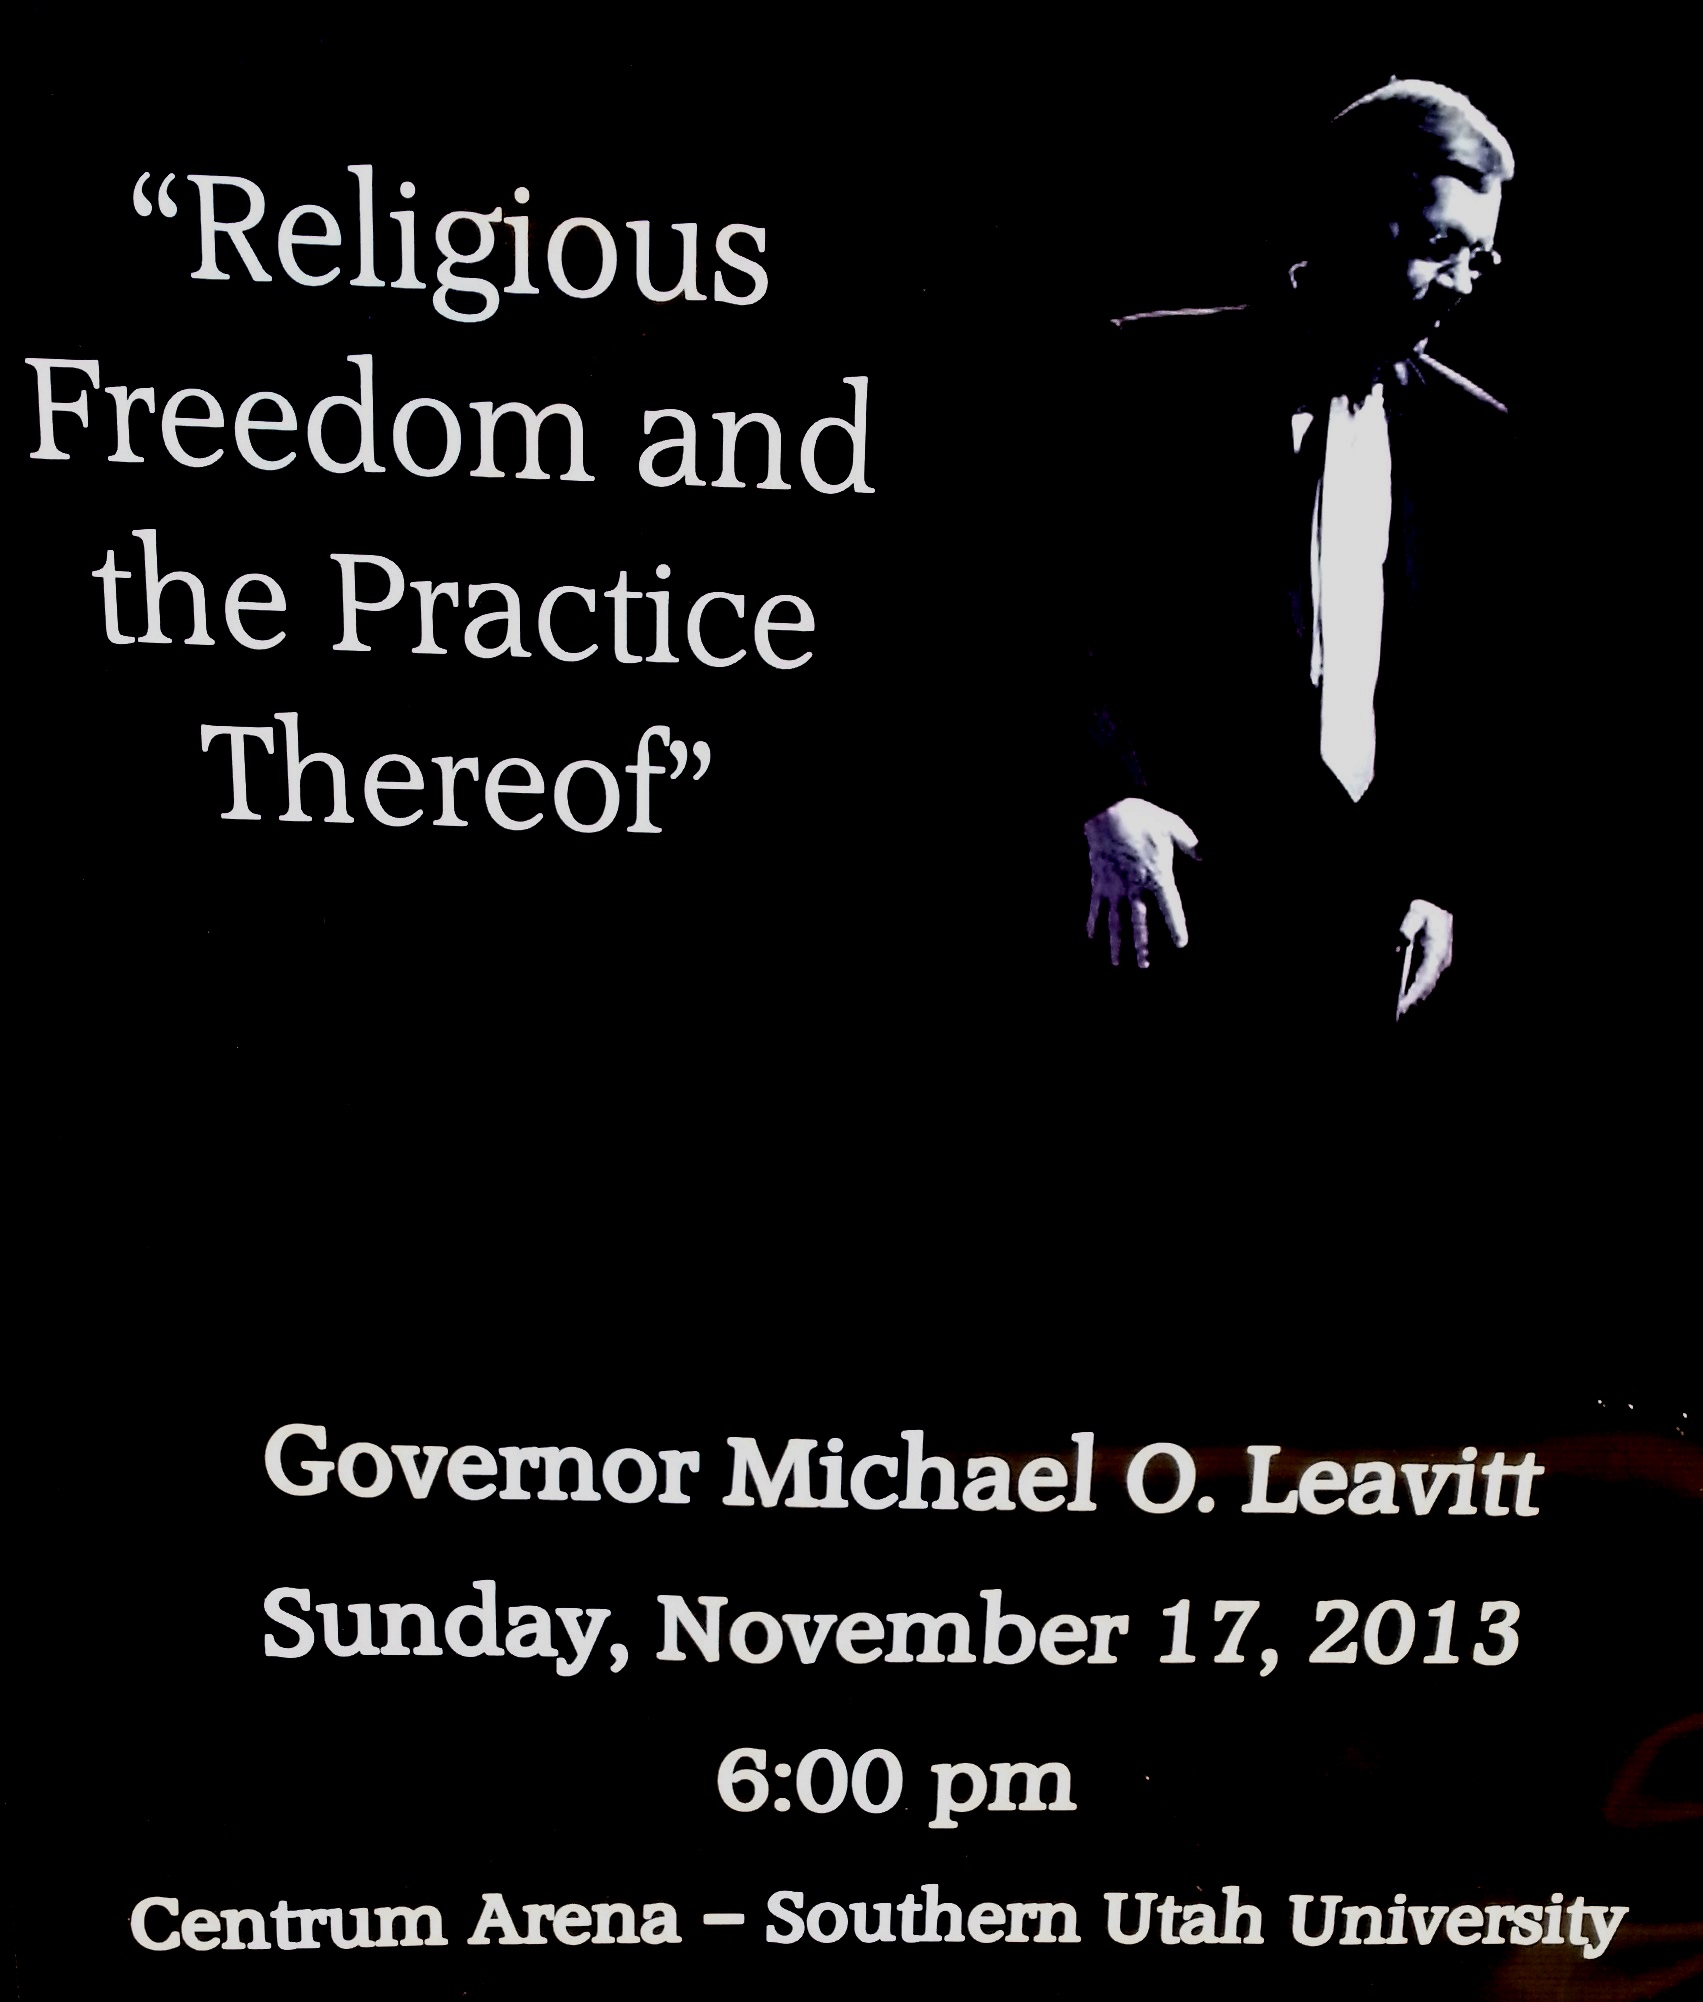 “Religious
Freedom and
the Practice
Thereof”
Governor Michael O. Leavitt
Sunday, November 17, 2013
6:00 pm
Centrum Arena – Southern Utah University